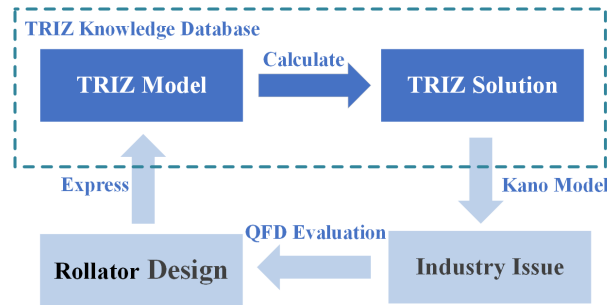 TRIZ Knowledge Database
Calculate
TRIZ Model
TRIZ Solution
Express
Kano Model
QFD Evaluation
Rollator Design
Industry Issue